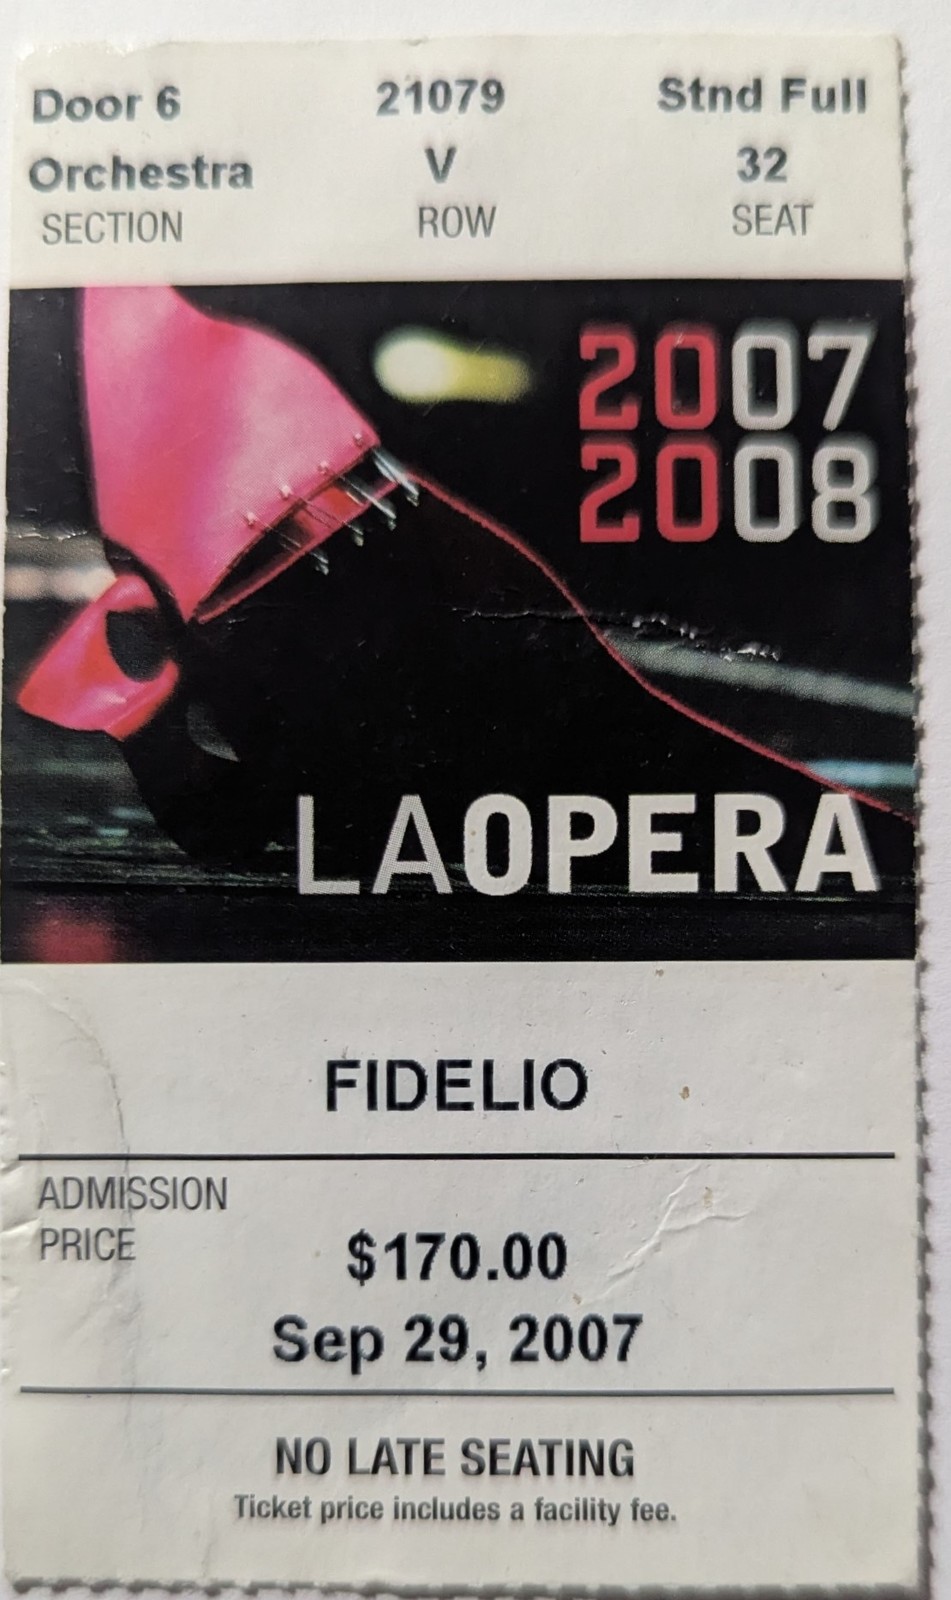 Door 6 21079 Stnd Full
Orchestra V 32
SECTION ROW SEAT
2007
2008
LAOPERA
FIDELIO
ADMISSION
PRICE
$170.00
Sep 29, 2007
NO LATE SEATING
Ticket price includes a facility fee.